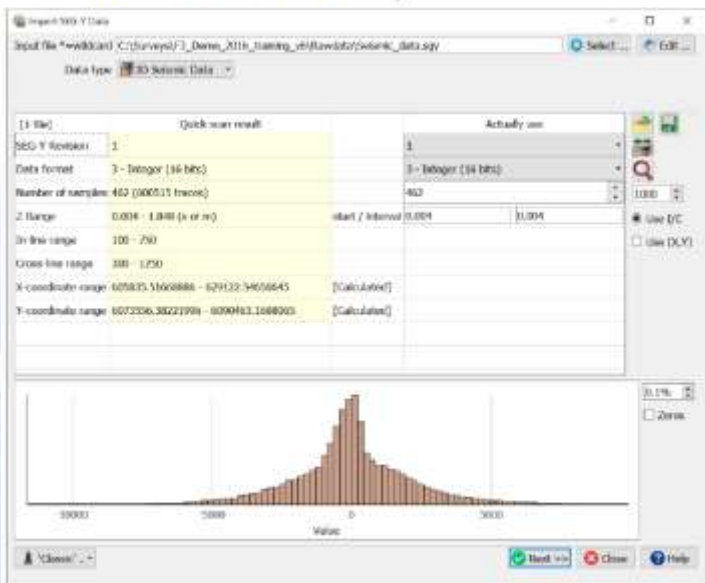 Import SEG-Y Data
Input file *=wildcard C:\Surveys\F3_Demo_2016_training_v6\Rawdata\Seismic_data.sgy Select ... Edit ...
Data type 3D Seismic Data
[1 file] Quick scan result Actually use
SEG-Y Revision 1 1
Data format 3 - Integer (16 bits) 3 - Integer (16 bits)
Number of samples 462 (600515 traces) 462 1000
Z Range 0.004 - 1.848 (s or m) start / interval 0.004 0.004 Use I/C
In-line range 100 - 750 Use (X,Y)
Cross-line range 300 - 1250
X-coordinate range [Calculated]
Y-coordinate range [Calculated]
0.1%
Zeros
10000 5000 0 5000
Value
'Classic' .. Next >> Close Help